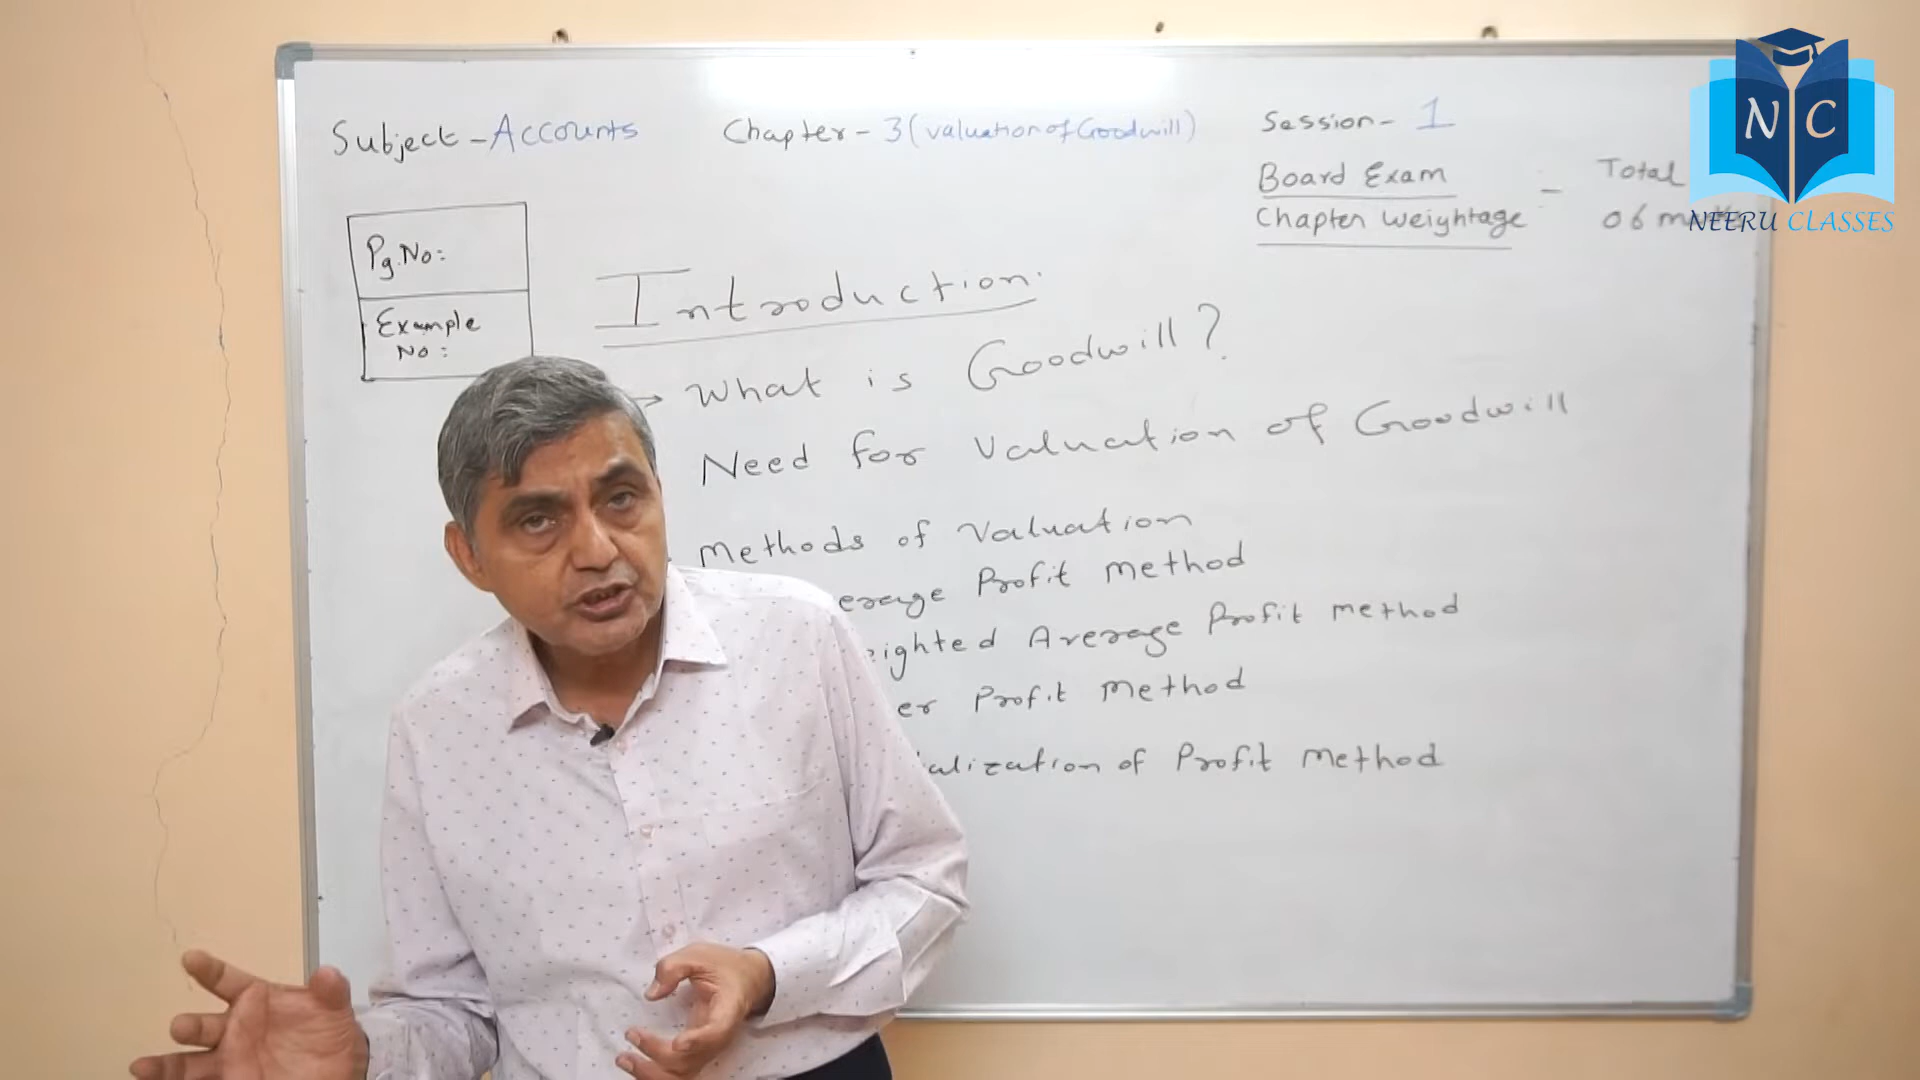 Subject - Accounts
Chapter - 3 (valuation of Goodwill)
Session - 1
Board Exam
Chapter weightage
- Total
06
N C
NEERU CLASSES
Pg.No:
Example
No:
Introduction
→ What is Goodwill?
Need for Valuation of Goodwill
Methods of Valuation
Profit Method
Average Profit method
Profit Method
of Profit Method